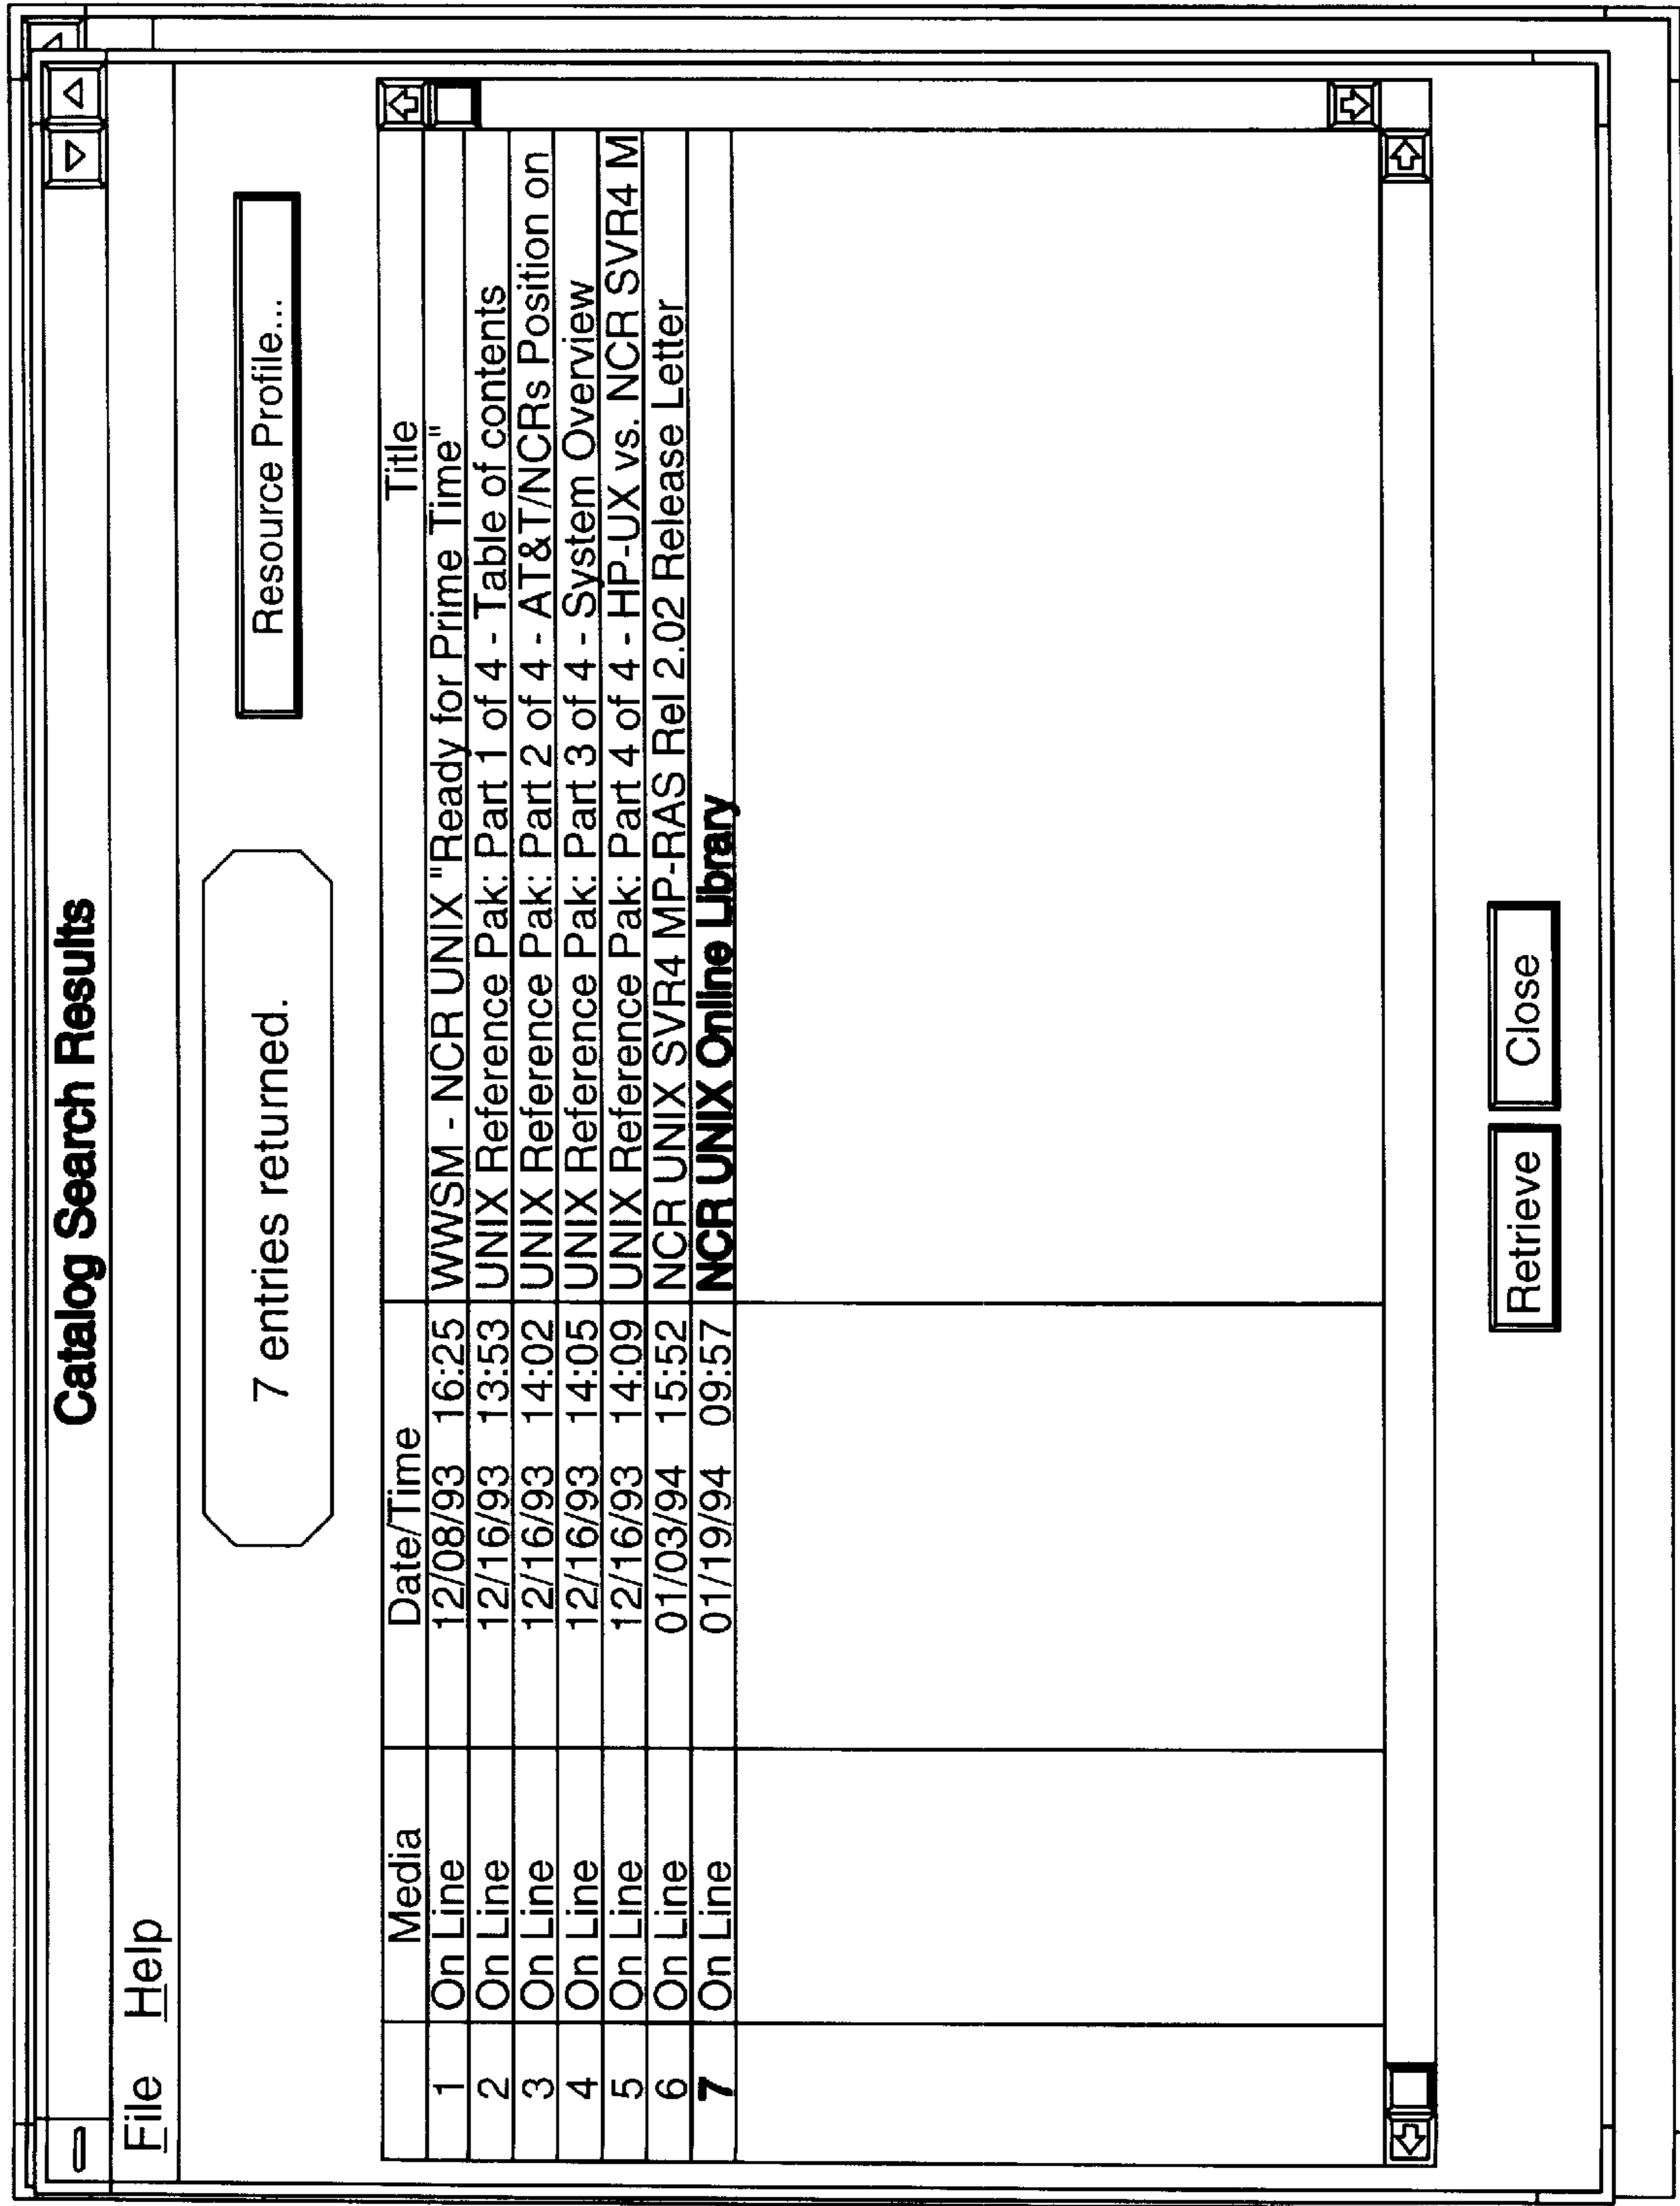 Catalog Search Results
File Help
7 entries returned.
Resource Profile...
Media Date/Time Title
1 On Line 12/08/93 16:25 WWSM - NCR UNIX "Ready for Prime Time"
2 On Line 12/16/93 13:53 UNIX Reference Pak: Part 1 of 4 - Table of contents
3 On Line 12/16/93 14:02 UNIX Reference Pak: Part 2 of 4 - AT&T/NCRs Position on
4 On Line 12/16/93 14:05 UNIX Reference Pak: Part 3 of 4 - System Overview
5 On Line 12/16/93 14:09 UNIX Reference Pak: Part 4 of 4 - HP-UX vs. NCR SVR4 M
6 On Line 01/03/94 15:52 NCR UNIX SVR4 MP-RAS Rel 2.02 Release Letter
7 On Line 01/19/94 09:57 NCR UNIX Online Library
Retrieve Close